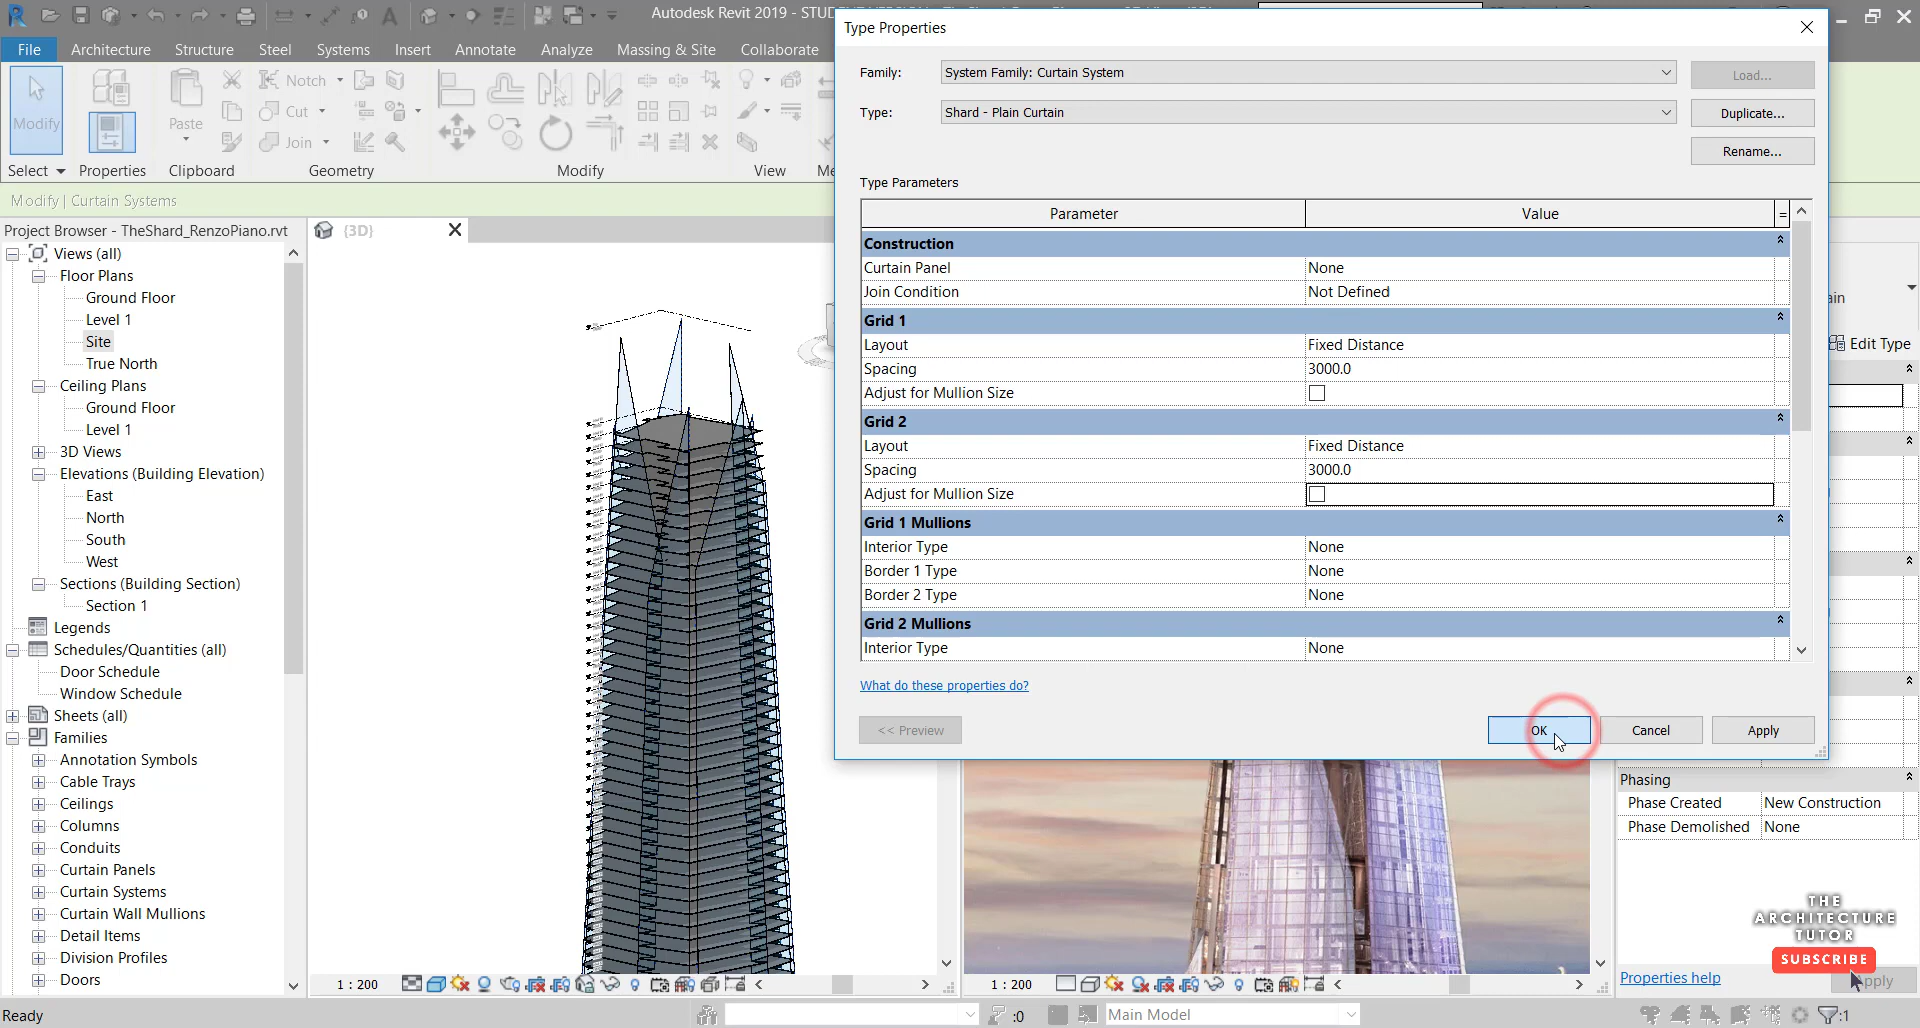 Autodesk Revit 2019 - STUDENT VERSION
File Architecture Structure Steel Systems Insert Annotate Analyze Massing & Site Collaborate
Modify
Paste
Notch
Cut
Join
Select Properties Clipboard Geometry Modify View
Modify | Curtain Systems
Project Browser - TheShard_RenzoPiano.rvt
{3D}
Views (all)
Floor Plans
Ground Floor
Level 1
Site
True North
Ceiling Plans
Ground Floor
Level 1
3D Views
Elevations (Building Elevation)
East
North
South
West
Sections (Building Section)
Section 1
Legends
Schedules/Quantities (all)
Door Schedule
Window Schedule
Sheets (all)
Families
Annotation Symbols
Cable Trays
Ceilings
Columns
Conduits
Curtain Panels
Curtain Systems
Curtain Wall Mullions
Detail Items
Division Profiles
Doors
Type Properties
Family: System Family: Curtain System Load...
Type: Shard - Plain Curtain Duplicate...
Rename...
Type Parameters
Parameter Value =
Construction
Curtain Panel None
Join Condition Not Defined
Grid 1
Layout Fixed Distance
Spacing 3000.0
Adjust for Mullion Size
Grid 2
Layout Fixed Distance
Spacing 3000.0
Adjust for Mullion Size
Grid 1 Mullions
Interior Type None
Border 1 Type None
Border 2 Type None
Grid 2 Mullions
Interior Type None
What do these properties do?
<< Preview OK Cancel Apply
ain
Edit Type
Phasing
Phase Created New Construction
Phase Demolished None
THE
ARCHITECTURE
TUTOR
SUBSCRIBE
Properties help
pply
1 : 200
1 : 200
Ready
:0
Main Model
:1